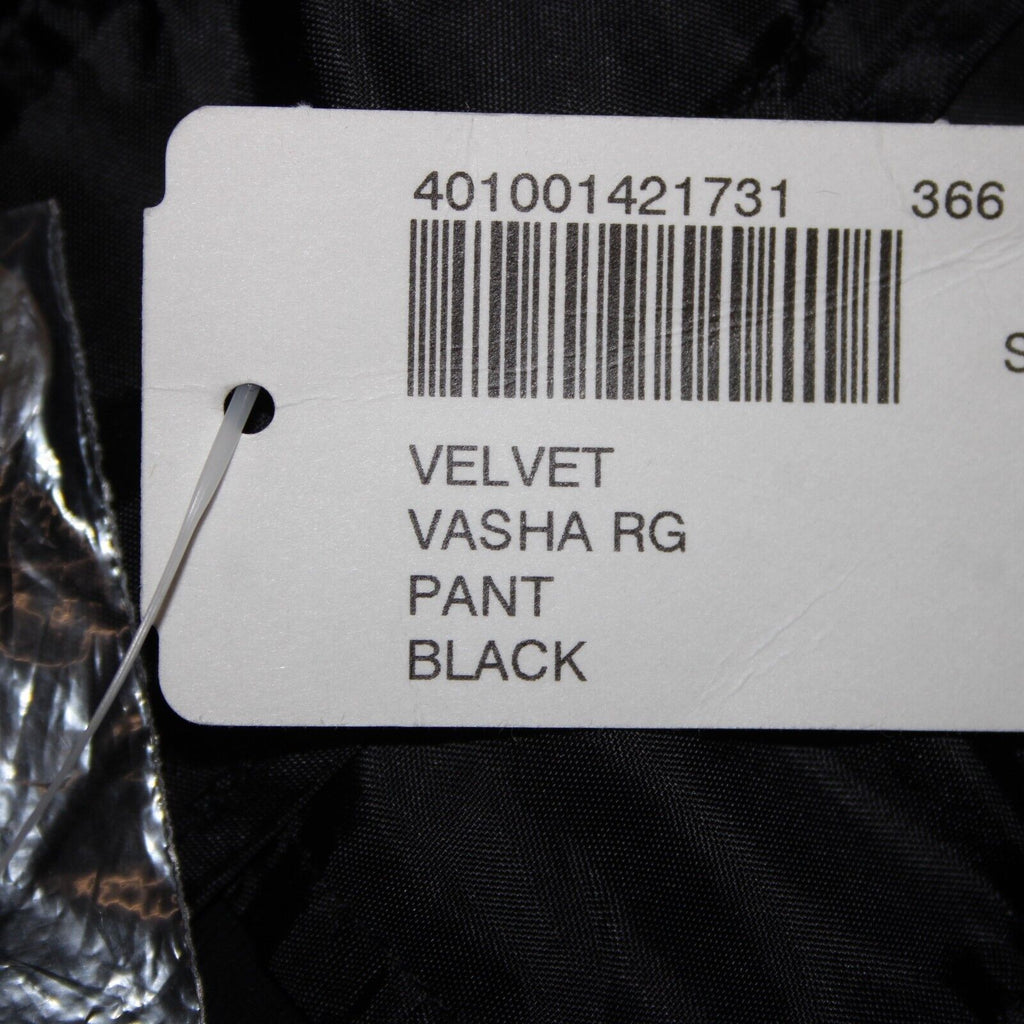 401001421731 366
S
VELVET
VASHA RG
PANT
BLACK